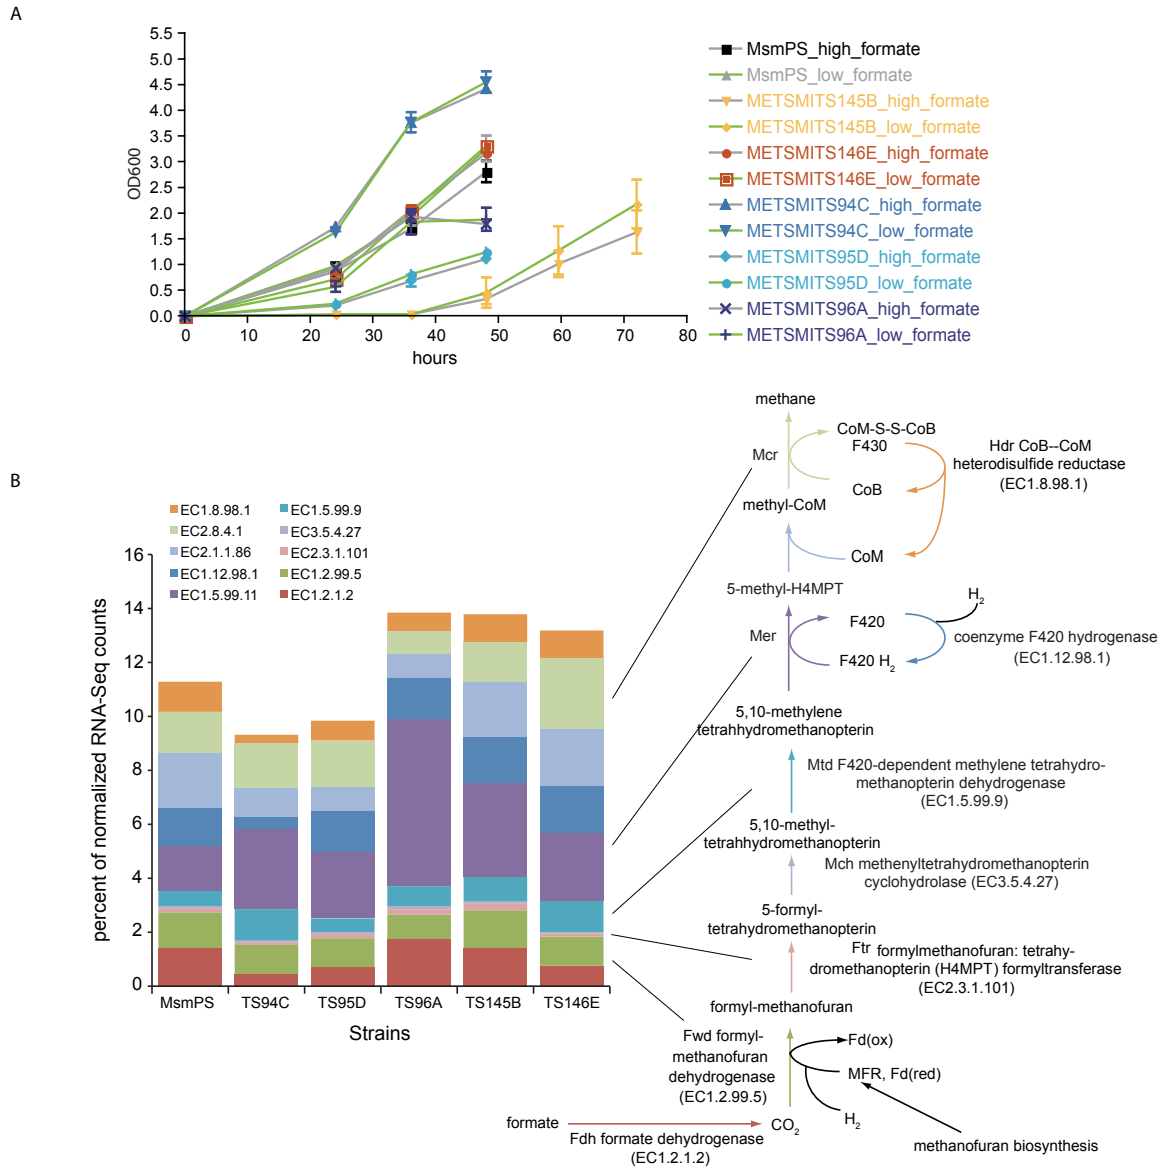 A
5.5
5.0
4.5
4.0
3.5
3.0
2.5
2.0
1.5
1.0
0.5
0.0
OD600
0
10
20
30
40
50
60
70
80
hours
MsmPS_high_formate
MsmPS_low_formate
METSMITS145B_high_formate
METSMITS145B_low_formate
METSMITS146E_high_formate
METSMITS146E_low_formate
METSMITS94C_high_formate
METSMITS94C_low_formate
METSMITS95D_high_formate
METSMITS95D_low_formate
METSMITS96A_high_formate
METSMITS96A_low_formate
B
EC1.8.98.1
EC2.8.4.1
EC2.1.1.86
EC1.12.98.1
EC1.5.99.11
EC1.5.99.9
EC3.5.4.27
EC2.3.1.101
EC1.2.99.5
EC1.2.1.2
16
14
12
10
8
6
4
2
0
percent of normalized RNA-Seq counts
MsmPS
TS94C
TS95D
TS96A
TS145B
TS146E
Strains
methane
CoM-S-S-CoB
F430
Mcr
CoB
Hdr CoB--CoM
heterodisulfide reductase
(EC1.8.98.1)
methyl-CoM
CoM
5-methyl-H4MPT
H2
F420
Mer
coenzyme F420 hydrogenase
(EC1.12.98.1)
F420 H2
5,10-methylene
tetrahhydromethanopterin
Mtd F420-dependent methylene tetrahydro-
methanopterin dehydrogenase
(EC1.5.99.9)
5,10-methyl-
tetrahhydromethanopterin
Mch methenyltetrahydromethanopterin
cyclohydrolase (EC3.5.4.27)
5-formyl-
tetrahydromethanopterin
Ftr formylmethanofuran: tetrahy-
dromethanopterin (H4MPT) formyltransferase
(EC2.3.1.101)
formyl-methanofuran
Fwd formyl-
methanofuran
dehydrogenase
(EC1.2.99.5)
Fd(ox)
MFR, Fd(red)
H2
formate
CO2
Fdh formate dehydrogenase
(EC1.2.1.2)
methanofuran biosynthesis